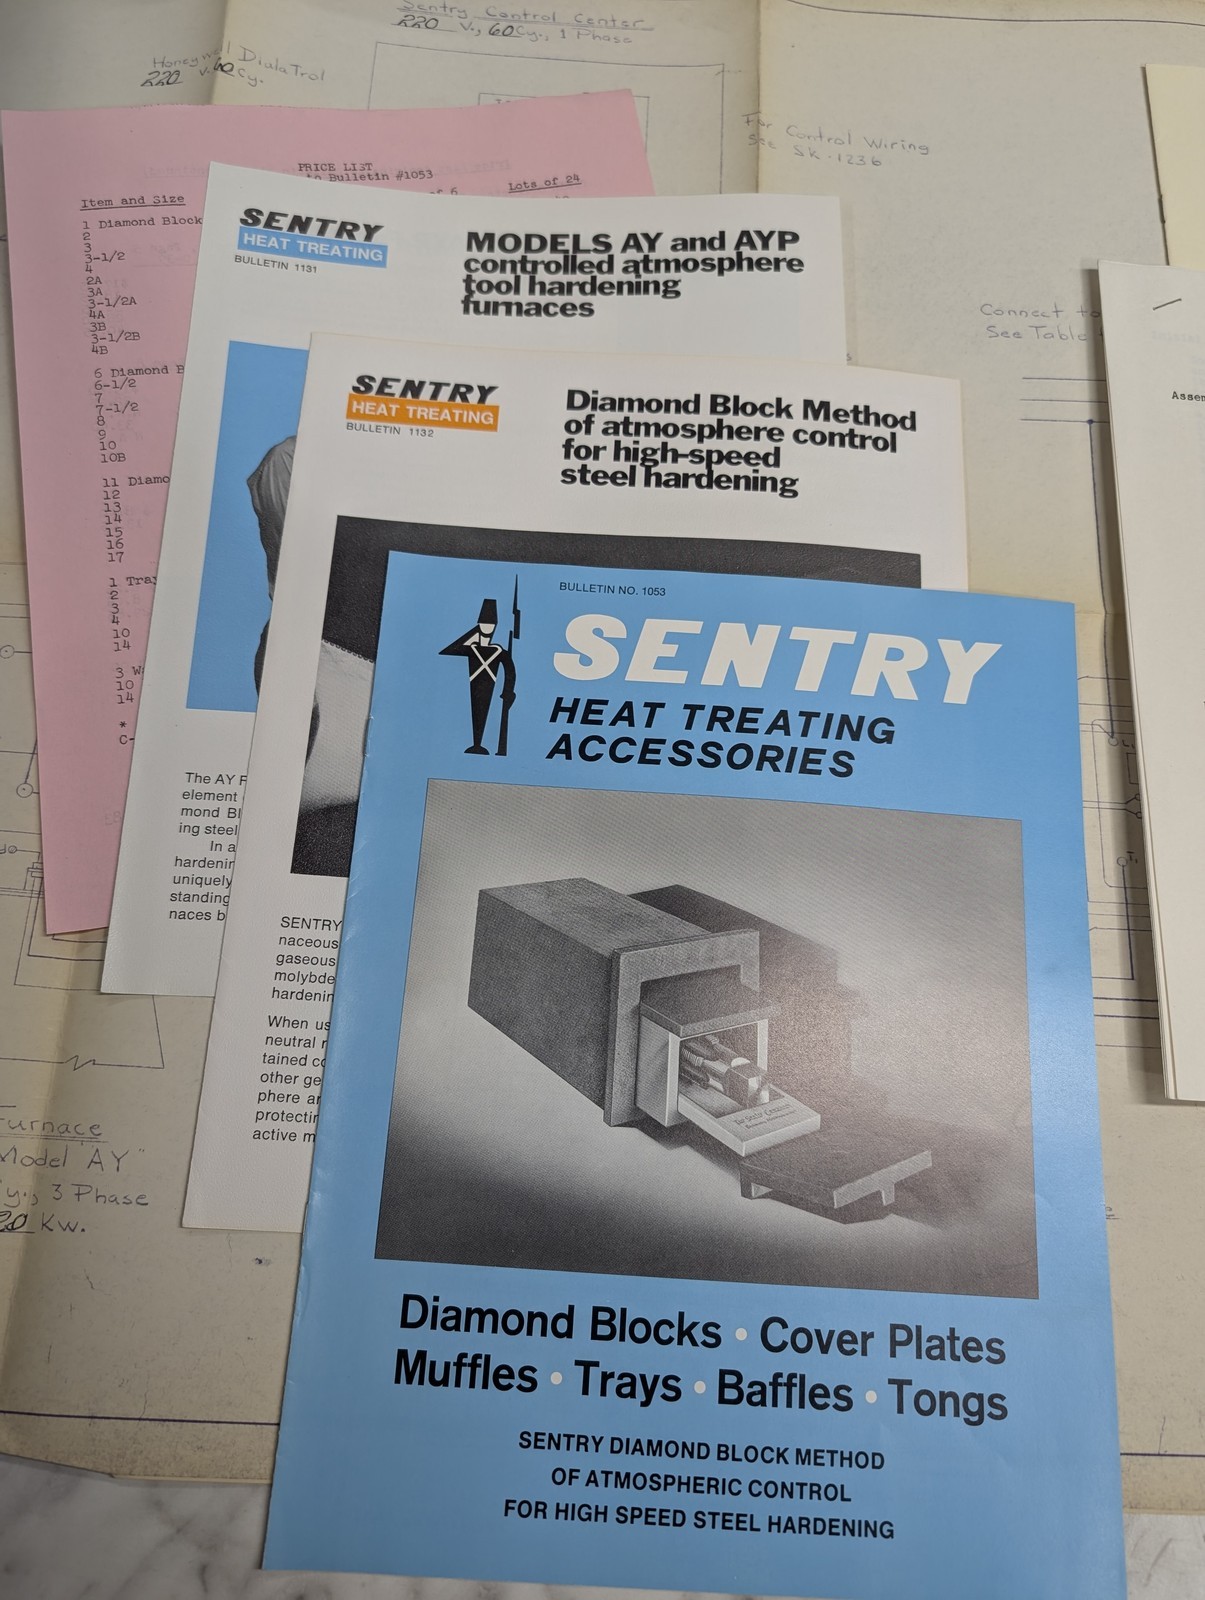 Sentry Control Center
220 V., 60 Cy., 1 Phase
Honeywell DialaTrol
220 V. 60 Cy.
For Control Wiring
See SK-1236
Connect to
See Table
PRICE LIST
to Bulletin #1053
Item and Size
of 6
Lots of 24
1 Diamond Block
2
3
3-1/2
4
2A
3A
3-1/2A
4A
3B
3-1/2B
4B
6 Diamond B
6-1/2
7
7-1/2
8
9
10
10B
11 Diamo
12
13
14
15
16
17
1 Tray
2
3
4
10
14
3 W
10
14
*
C-
SENTRY
HEAT TREATING
BULLETIN 1131
MODELS AY and AYP
controlled atmosphere
tool hardening
furnaces
The AY F
element
mond Bl
ing steel
In a
hardenin
uniquely
standing
naces b
SENTRY
HEAT TREATING
BULLETIN 1132
Diamond Block Method
of atmosphere control
for high-speed
steel hardening
SENTRY
naceous
gaseous
molybde
hardenin
When us
neutral r
tained co
other ge
phere ar
protectin
active m
BULLETIN NO. 1053
SENTRY
HEAT TREATING
ACCESSORIES
The Sentry Company
Diamond Blocks • Cover Plates
Muffles • Trays • Baffles • Tongs
SENTRY DIAMOND BLOCK METHOD
OF ATMOSPHERIC CONTROL
FOR HIGH SPEED STEEL HARDENING
Furnace
Model "AY"
Cy., 3 Phase
20 Kw.
Assem